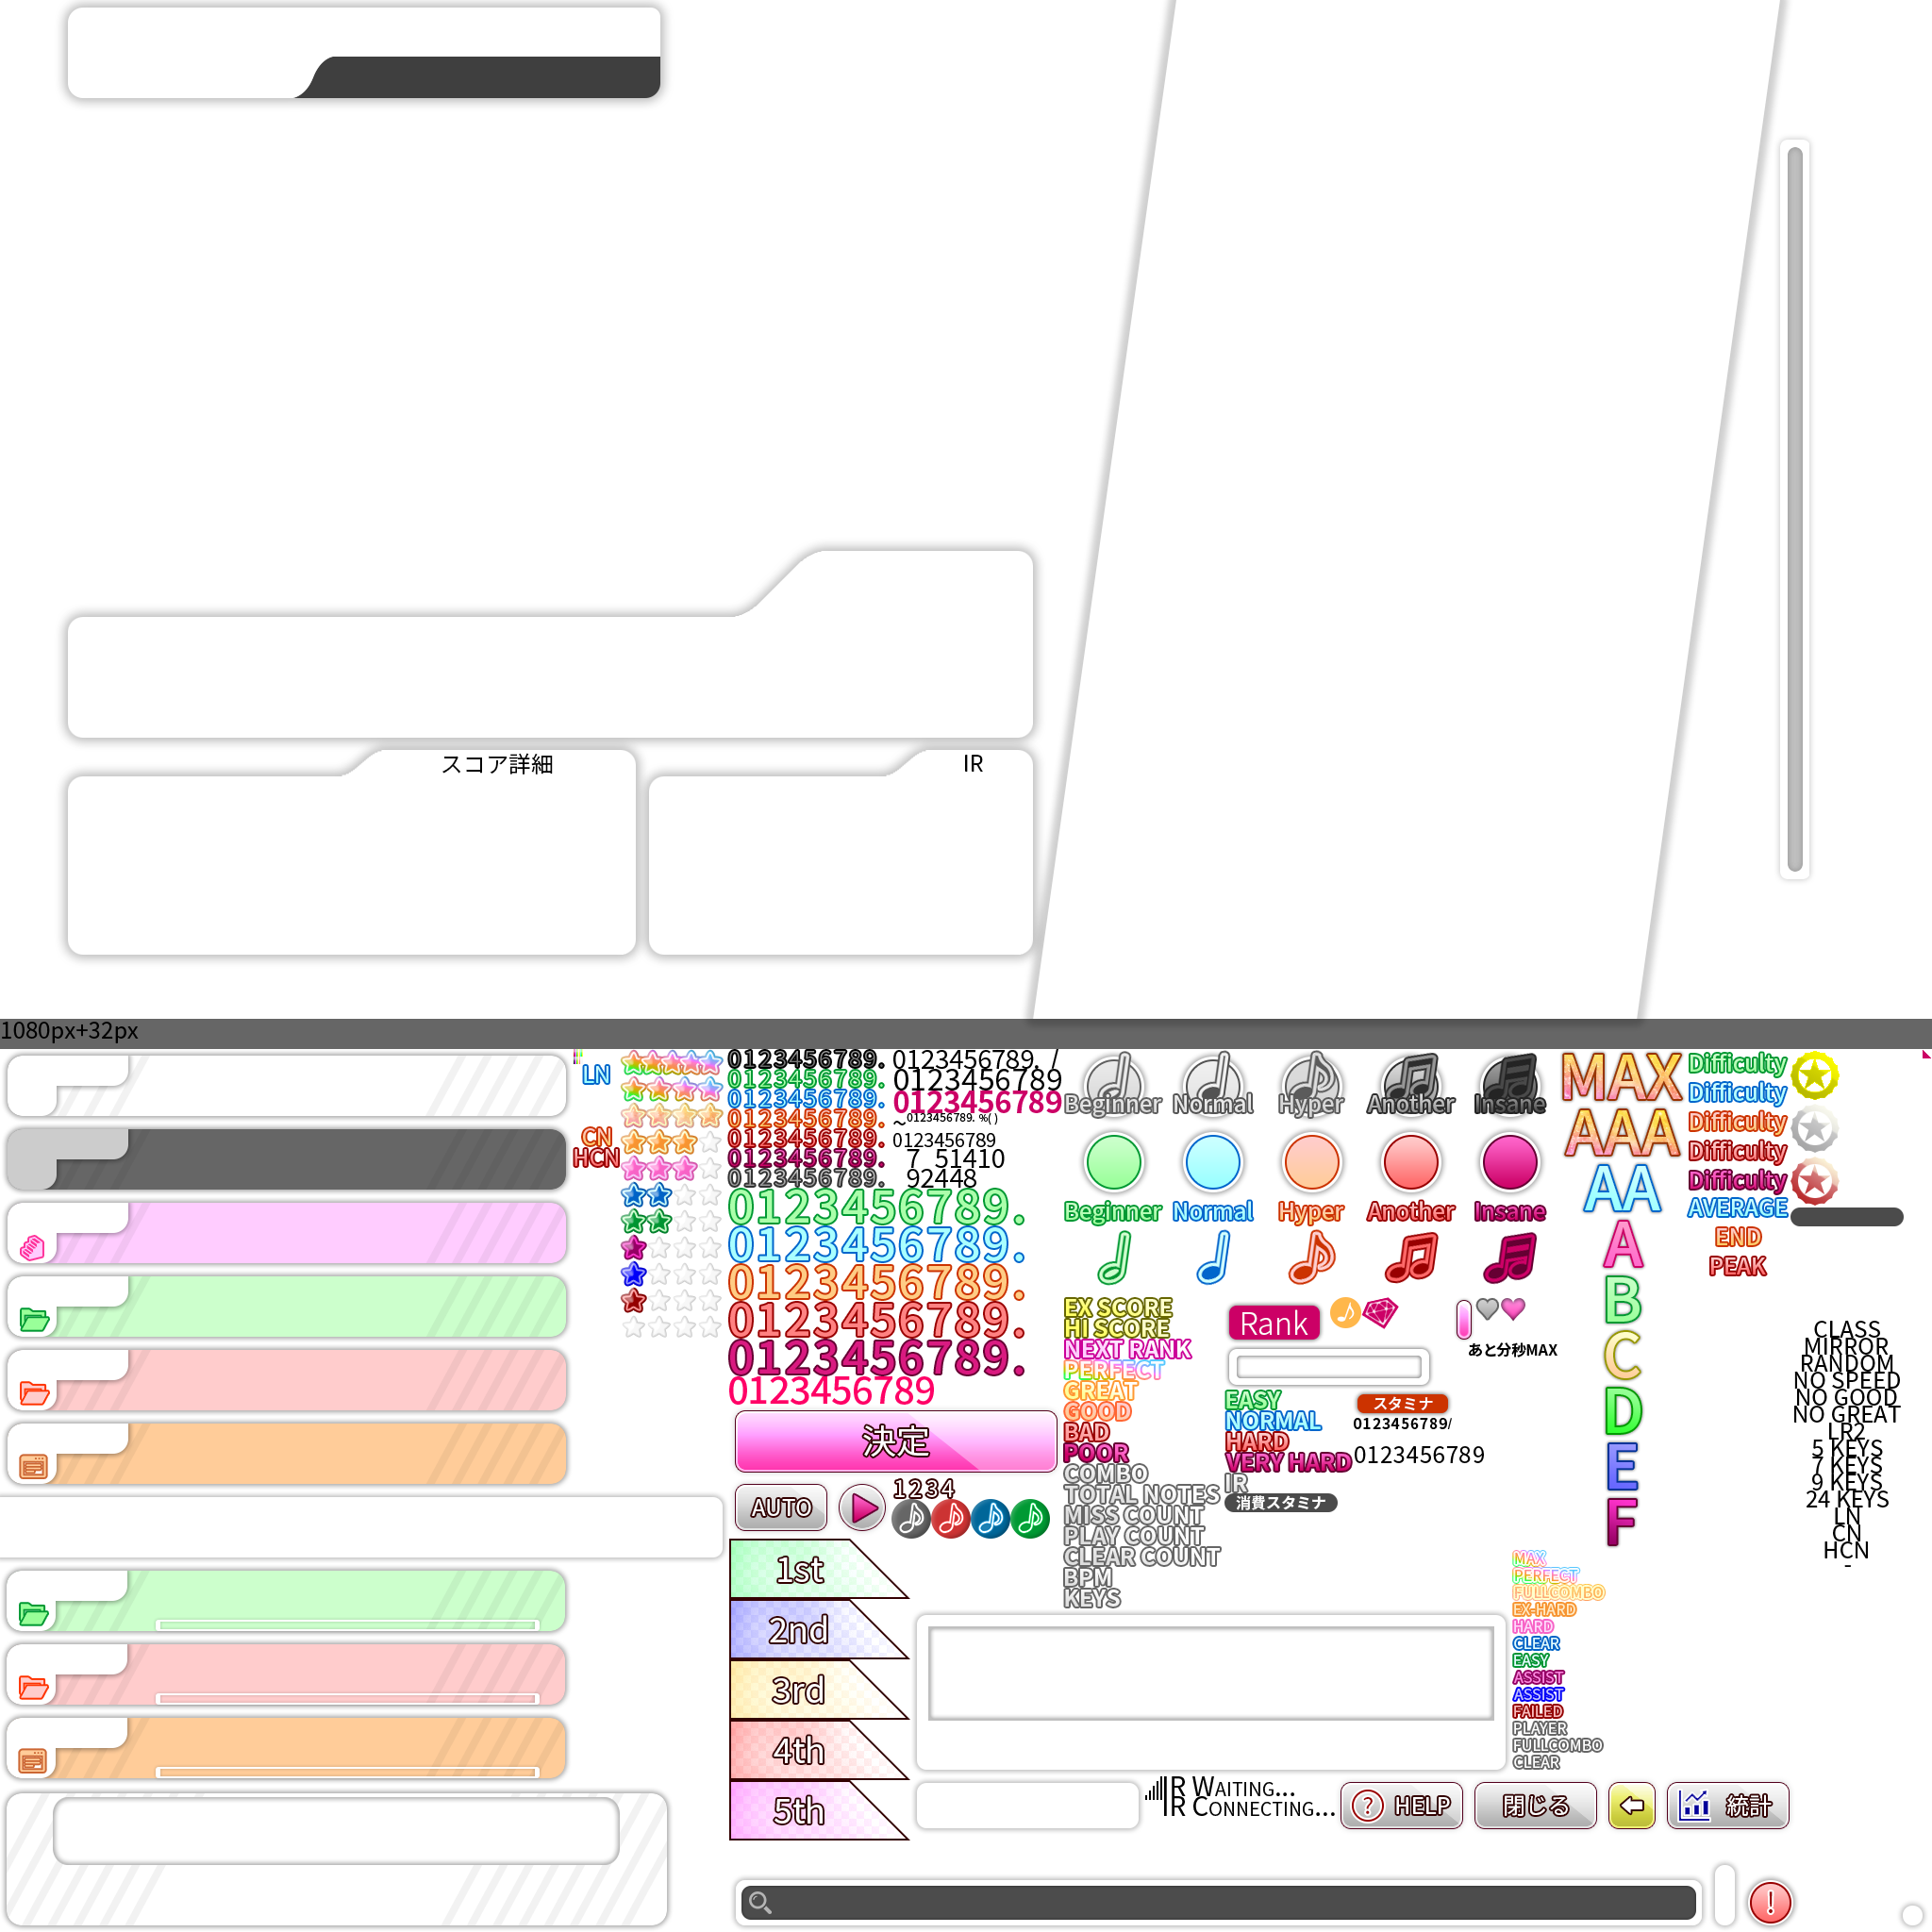 スコア詳細
IR
1080px+32px
LN
CN
HCN
0123456789.
0123456789.
0123456789.
0123456789.
0123456789.
0123456789.
0123456789.
0123456789. /
0123456789
0123456789
~0123456789. %( )
0123456789
7 51410
92448
0123456789.
0123456789.
0123456789.
0123456789.
0123456789.
0123456789
決定
AUTO
1234
1st
2nd
3rd
4th
5th
Beginner Normal Hyper Another Insane
Beginner Normal Hyper Another Insane
EX SCORE
HI SCORE
NEXT RANK
PERFECT
GREAT
GOOD
BAD
POOR
COMBO
TOTAL NOTES
MISS COUNT
PLAY COUNT
CLEAR COUNT
BPM
KEYS
Rank
あと分秒MAX
EASY
NORMAL
HARD
VERY HARD
IR
消費スタミナ
スタミナ
0123456789/
0123456789
MAX
AAA
AA
A
B
C
D
E
F
Difficulty
Difficulty
Difficulty
Difficulty
Difficulty
AVERAGE
END
PEAK
CLASS
MIRROR
RANDOM
NO SPEED
NO GOOD
NO GREAT
LR2
5 KEYS
7 KEYS
9 KEYS
24 KEYS
LN
CN
HCN
-
MAX
PERFECT
FULLCOMBO
EX-HARD
HARD
CLEAR
EASY
ASSIST
ASSIST
FAILED
PLAYER
FULLCOMBO
CLEAR
IR WAITING...
IR CONNECTING...
? HELP
閉じる
統計
!